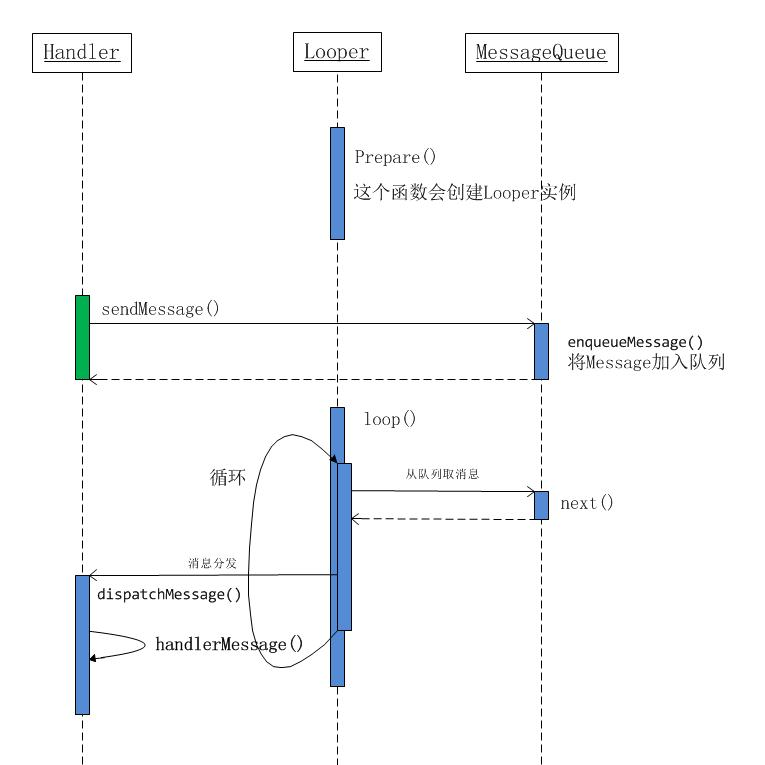 Handler
Looper
MessageQueue
Prepare()
这个函数会创建Looper实例
sendMessage()
enqueueMessage()
将Message加入队列
loop()
循环
从队列取消息
next()
消息分发
dispatchMessage()
handlerMessage()